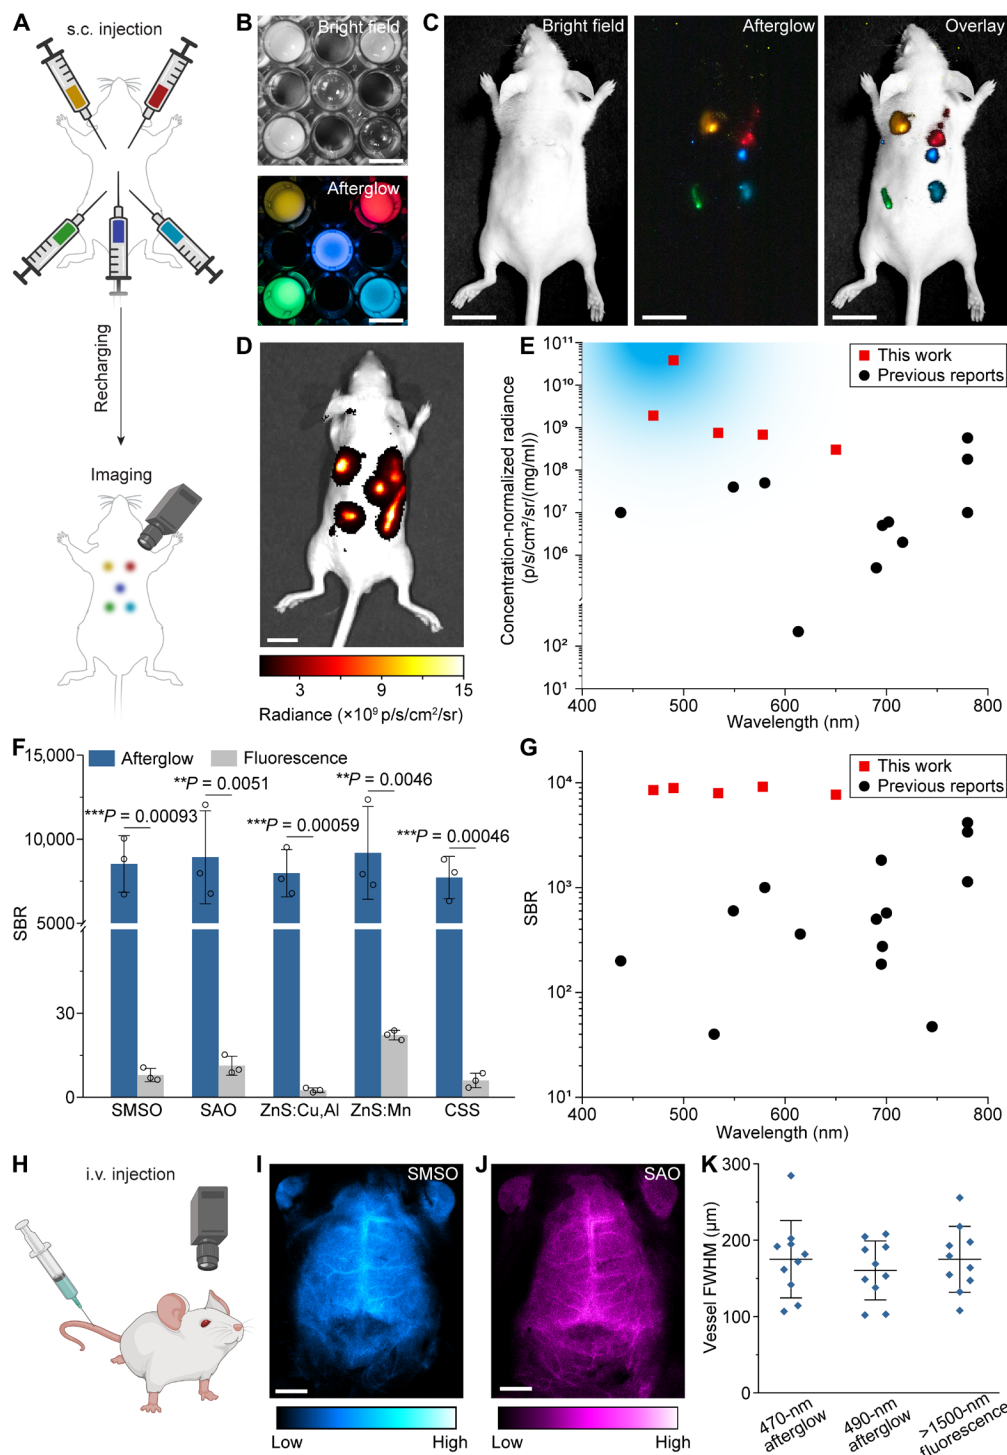 A
s.c. injection
Recharging
Imaging
B
Bright field
Afterglow
C
Bright field
Afterglow
Overlay
D
3
9
15
Radiance (×10⁹ p/s/cm²/sr)
E
This work
Previous reports
10¹¹
10¹⁰
10⁹
10⁸
10⁷
10⁶
10²
10¹
Concentration-normalized radiance
(p/s/cm²/sr/(mg/ml))
400
500
600
700
800
Wavelength (nm)
F
Afterglow
Fluorescence
15,000
10,000
5000
30
0
SBR
***P = 0.00093
**P = 0.0051
***P = 0.00059
**P = 0.0046
***P = 0.00046
SMSO
SAO
ZnS:Cu,Al
ZnS:Mn
CSS
G
This work
Previous reports
10⁴
10³
10²
10¹
SBR
400
500
600
700
800
Wavelength (nm)
H
i.v. injection
I
SMSO
Low
High
J
SAO
Low
High
K
300
200
100
0
Vessel FWHM (μm)
470-nm
afterglow
490-nm
afterglow
>1500-nm
fluorescence